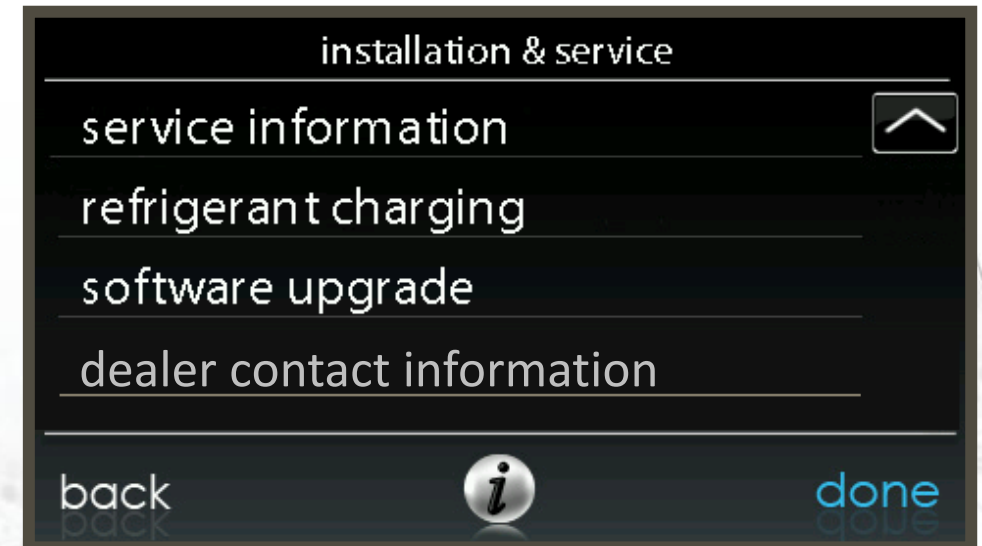 installation & service
service information
refrigerant charging
software upgrade
dealer contact information
back i done